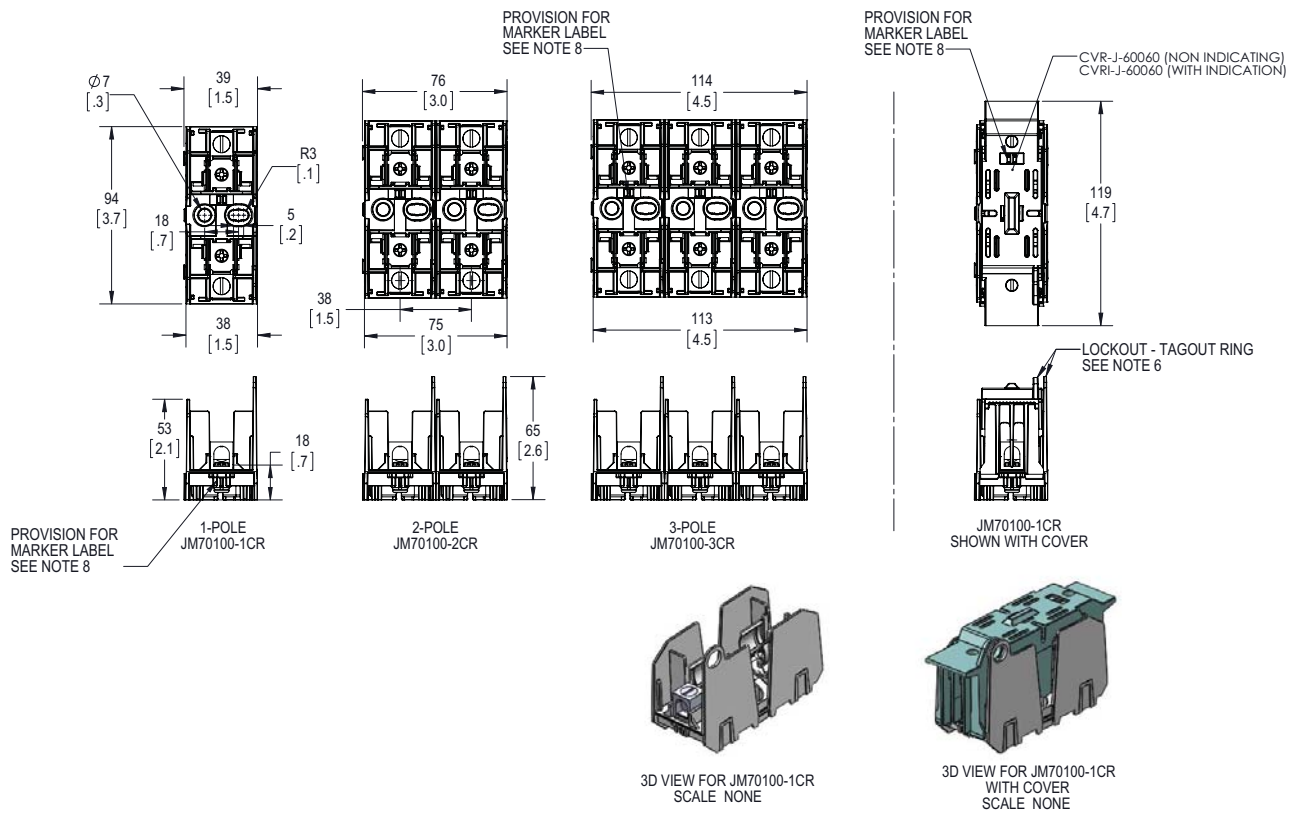 PROVISION FOR
MARKER LABEL
SEE NOTE 8
PROVISION FOR
MARKER LABEL
SEE NOTE 8
CVR-J-60060 (NON INDICATING)
CVRI-J-60060 (WITH INDICATION)
Ø7
[.3]
39
[1.5]
76
[3.0]
114
[4.5]
R3
[.1]
94
[3.7]
18
[.7]
5
[.2]
119
[4.7]
38
[1.5]
38
[1.5]
75
[3.0]
113
[4.5]
LOCKOUT - TAGOUT RING
SEE NOTE 6
53
[2.1]
18
[.7]
65
[2.6]
PROVISION FOR
MARKER LABEL
SEE NOTE 8
1-POLE
JM70100-1CR
2-POLE
JM70100-2CR
3-POLE
JM70100-3CR
JM70100-1CR
SHOWN WITH COVER
3D VIEW FOR JM70100-1CR
SCALE NONE
3D VIEW FOR JM70100-1CR
WITH COVER
SCALE NONE